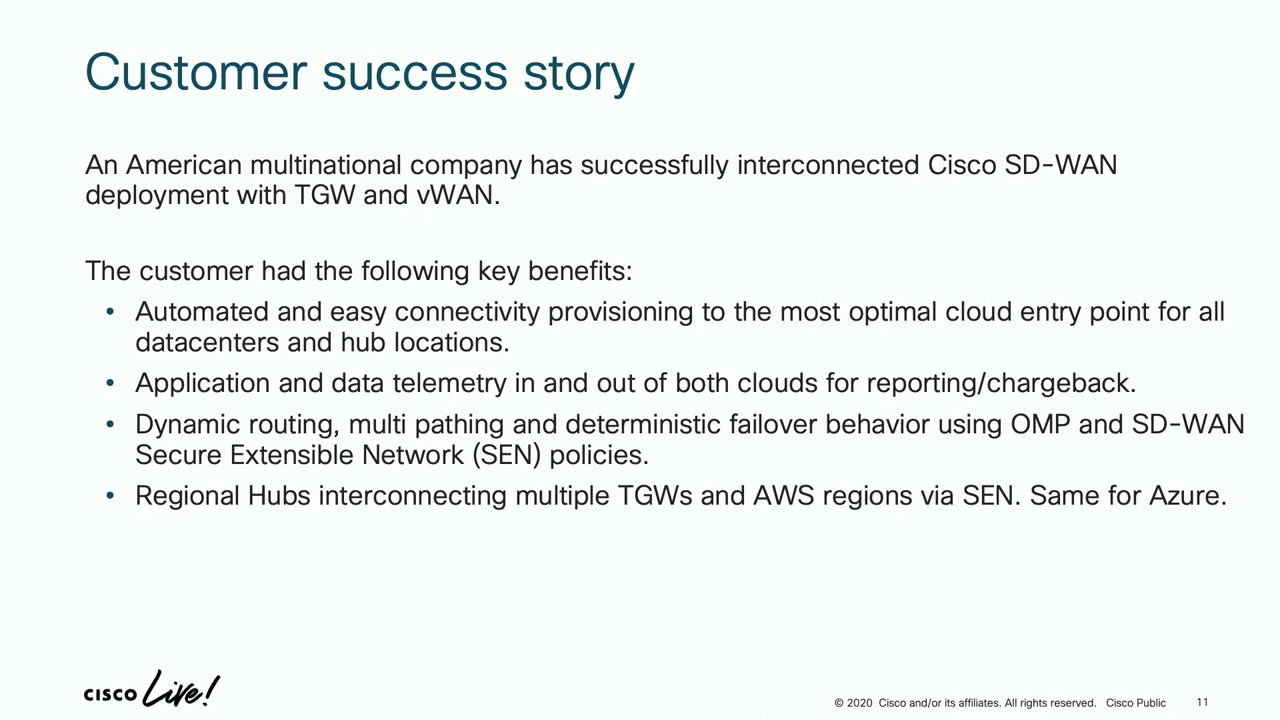 Customer success story
An American multinational company has successfully interconnected Cisco SD-WAN
deployment with TGW and vWAN.
The customer had the following key benefits:
• Automated and easy connectivity provisioning to the most optimal cloud entry point for all
datacenters and hub locations.
• Application and data telemetry in and out of both clouds for reporting/chargeback.
• Dynamic routing, multi pathing and deterministic failover behavior using OMP and SD-WAN
Secure Extensible Network (SEN) policies.
• Regional Hubs interconnecting multiple TGWs and AWS regions via SEN. Same for Azure.
CISCO Live!
© 2020 Cisco and/or its affiliates. All rights reserved. Cisco Public 11